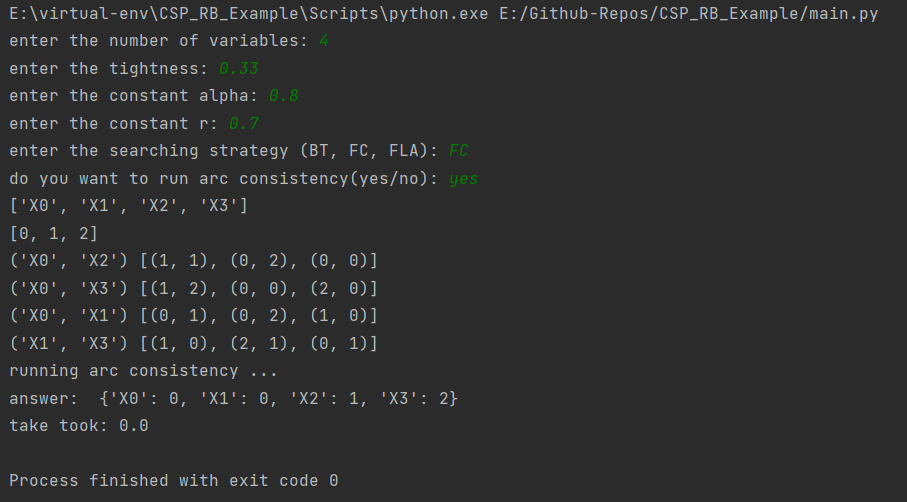 E:\virtual-env\CSP_RB_Example\Scripts\python.exe E:/Github-Repos/CSP_RB_Example/main.py
enter the number of variables: 4
enter the tightness: 0.33
enter the constant alpha: 0.8
enter the constant r: 0.7
enter the searching strategy (BT, FC, FLA): FC
do you want to run arc consistency(yes/no): yes
['X0', 'X1', 'X2', 'X3']
[0, 1, 2]
('X0', 'X2') [(1, 1), (0, 2), (0, 0)]
('X0', 'X3') [(1, 2), (0, 0), (2, 0)]
('X0', 'X1') [(0, 1), (0, 2), (1, 0)]
('X1', 'X3') [(1, 0), (2, 1), (0, 1)]
running arc consistency ...
answer:  {'X0': 0, 'X1': 0, 'X2': 1, 'X3': 2}
take took: 0.0
Process finished with exit code 0